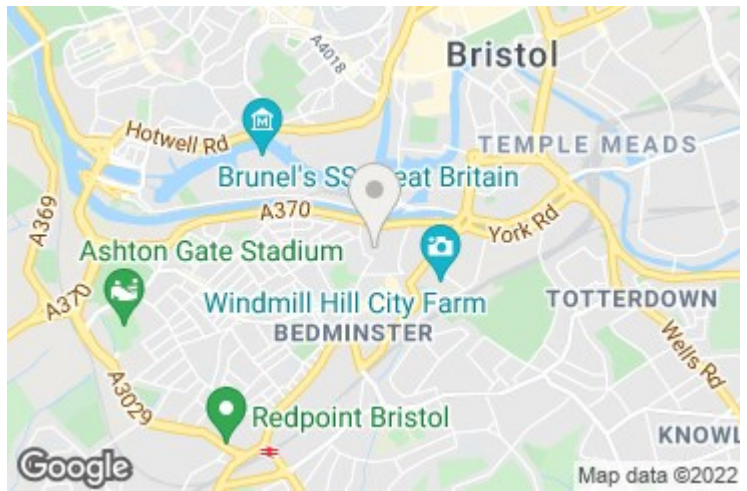 A4018
Bristol
Hotwell Rd
TEMPLE MEADS
Brunel's SS Great Britain
A369
A370
York Rd
Ashton Gate Stadium
A370
Windmill Hill City Farm
TOTTERDOWN
BEDMINSTER
Wells Rd
A3029
Redpoint Bristol
KNOWL
Google
Map data ©2022